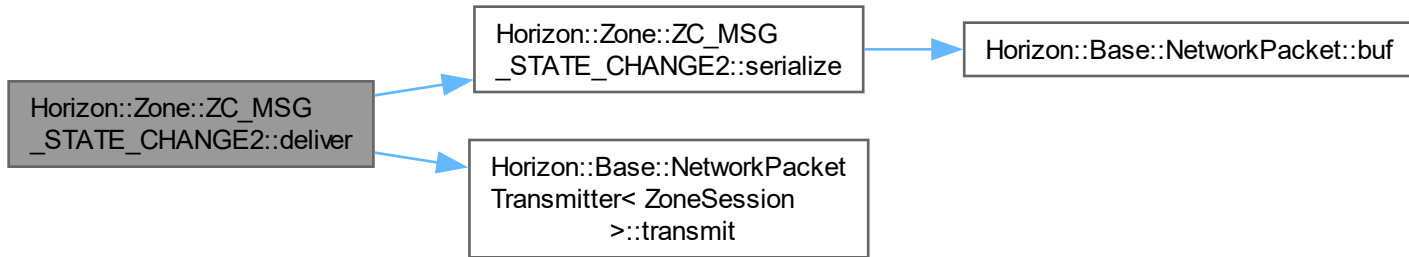 Horizon::Zone::ZC_MSG
_STATE_CHANGE2::deliver
Horizon::Zone::ZC_MSG
_STATE_CHANGE2::serialize
Horizon::Base::NetworkPacket::buf
Horizon::Base::NetworkPacket
Transmitter< ZoneSession
>::transmit